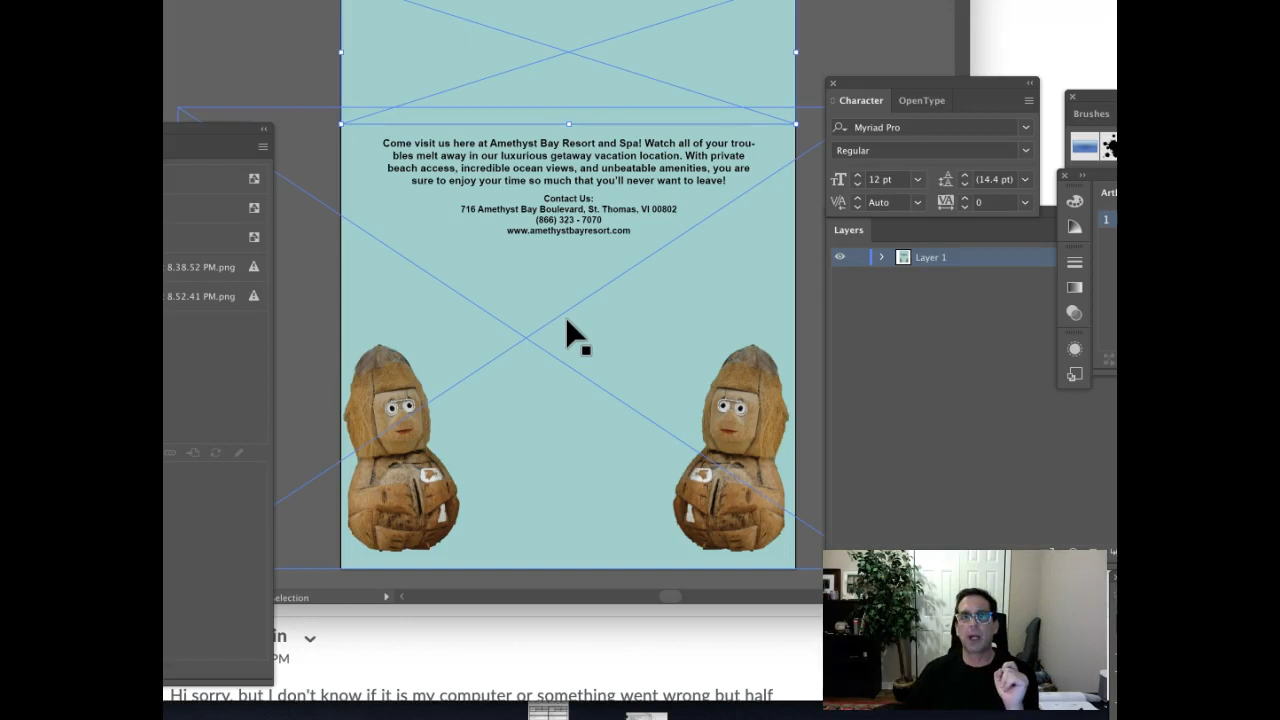 Come visit us here at Amethyst Bay Resort and Spa! Watch all of your trou-
bles melt away in our luxurious getaway vacation location. With private
beach access, incredible ocean views, and unbeatable amenities, you are
sure to enjoy your time so much that you'll never want to leave!
Contact Us:
716 Amethyst Bay Boulevard, St. Thomas, VI 00802
(866) 323 - 7070
www.amethystbayresort.com
8.38.52 PM.png
8.52.41 PM.png
Character
OpenType
Myriad Pro
Regular
12 pt
(14.4 pt)
Auto
0
Layers
Layer 1
Brushes
Art
1
election
in
PM
Hi sorry, but I don't know if it is my computer or something went wrong but half